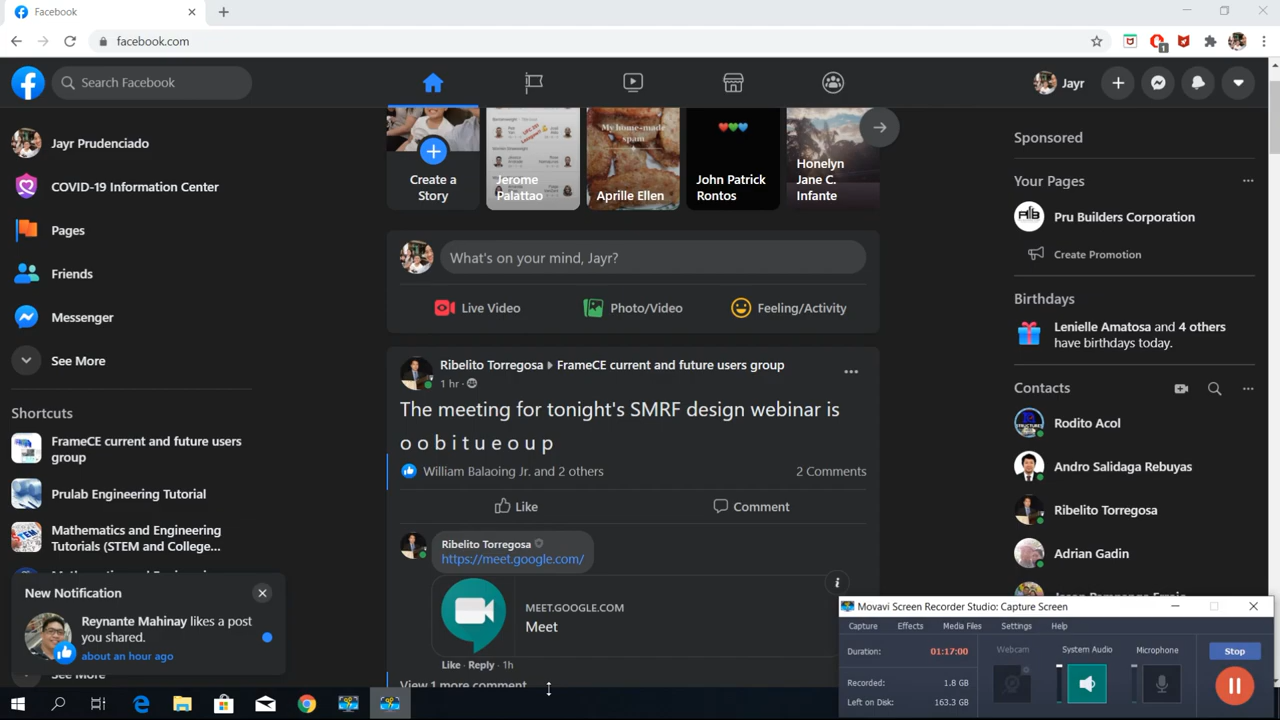 Facebook
facebook.com
1
Search Facebook
Jayr
Jayr Prudenciado
COVID-19 Information Center
Pages
Friends
Messenger
See More
Shortcuts
FrameCE current and future users
group
Prulab Engineering Tutorial
Mathematics and Engineering
Tutorials (STEM and College...
New Notification
Reynante Mahinay likes a post
you shared.
about an hour ago
See More
Create a
Story
Jerome
Palattao
My home-made
spam
Aprille Ellen
John Patrick
Rontos
Honelyn
Jane C.
Infante
What's on your mind, Jayr?
Live Video
Photo/Video
Feeling/Activity
Ribelito Torregosa FrameCE current and future users group
1 hr ·
The meeting for tonight's SMRF design webinar is
o o b i t u e o u p
William Balaoing Jr. and 2 others
2 Comments
Like
Comment
Ribelito Torregosa
https://meet.google.com/
MEET.GOOGLE.COM
Meet
Like · Reply · 1h
View 1 more comment
Sponsored
Your Pages
Pru Builders Corporation
Create Promotion
Birthdays
Lenielle Amatosa and 4 others
have birthdays today.
Contacts
Rodito Acol
Andro Salidaga Rebuyas
Ribelito Torregosa
Adrian Gadin
Movavi Screen Recorder Studio: Capture Screen
Capture Effects Media Files Settings Help
Duration: 01:17:00
Recorded: 1.8 GB
Left on Disk: 163.3 GB
Webcam
System Audio
Microphone
Stop